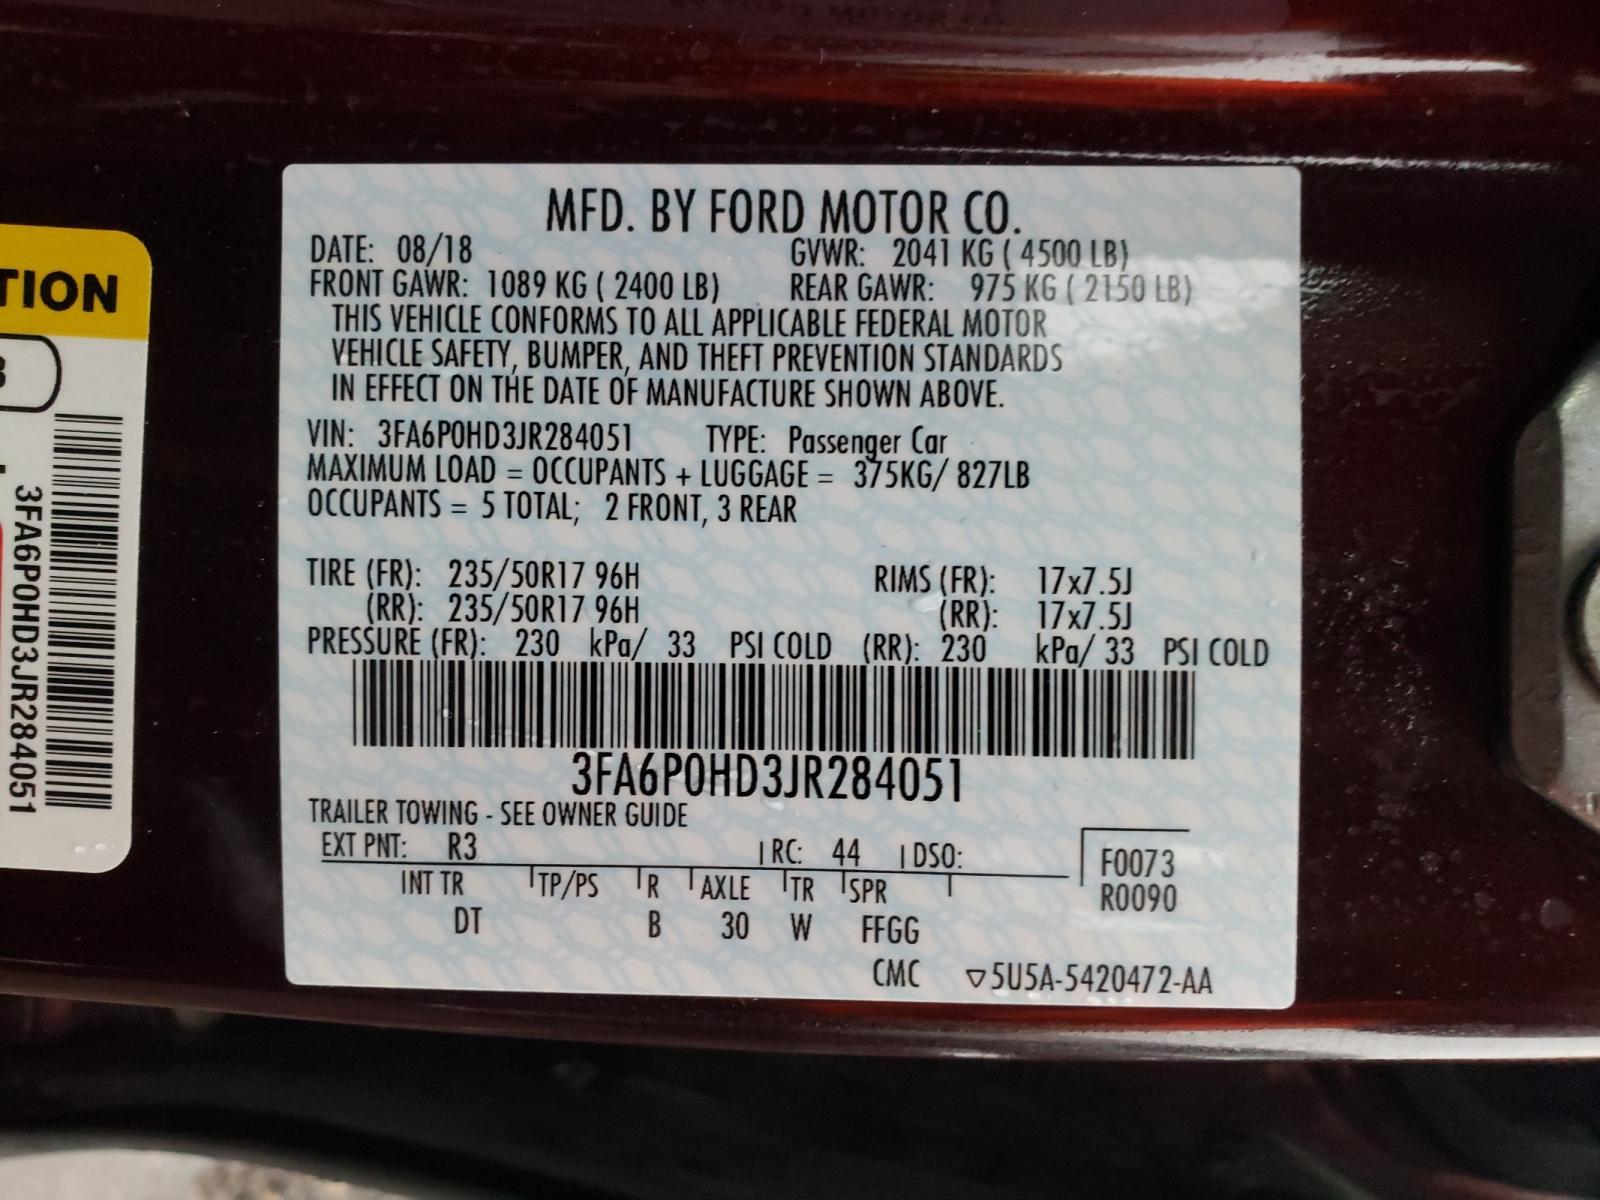 MFD. BY FORD MOTOR CO.
DATE: 08/18 GVWR: 2041 KG ( 4500 LB)
FRONT GAWR: 1089 KG ( 2400 LB) REAR GAWR: 975 KG ( 2150 LB)
THIS VEHICLE CONFORMS TO ALL APPLICABLE FEDERAL MOTOR
VEHICLE SAFETY, BUMPER, AND THEFT PREVENTION STANDARDS
IN EFFECT ON THE DATE OF MANUFACTURE SHOWN ABOVE.
VIN: 3FA6P0HD3JR284051 TYPE: Passenger Car
MAXIMUM LOAD = OCCUPANTS + LUGGAGE = 375KG/ 827LB
OCCUPANTS = 5 TOTAL; 2 FRONT, 3 REAR
TIRE (FR): 235/50R17 96H RIMS (FR): 17x7.5J
(RR): 235/50R17 96H (RR): 17x7.5J
PRESSURE (FR): 230 kPa/ 33 PSI COLD (RR): 230 kPa/ 33 PSI COLD
3FA6P0HD3JR284051
TRAILER TOWING - SEE OWNER GUIDE
EXT PNT: R3 RC: 44 DSO: F0073
R0090
INT TR TP/PS R AXLE TR SPR
DT B 30 W FFGG
CMC ▽5U5A-5420472-AA
TION
3FA6P0HD3JR284051